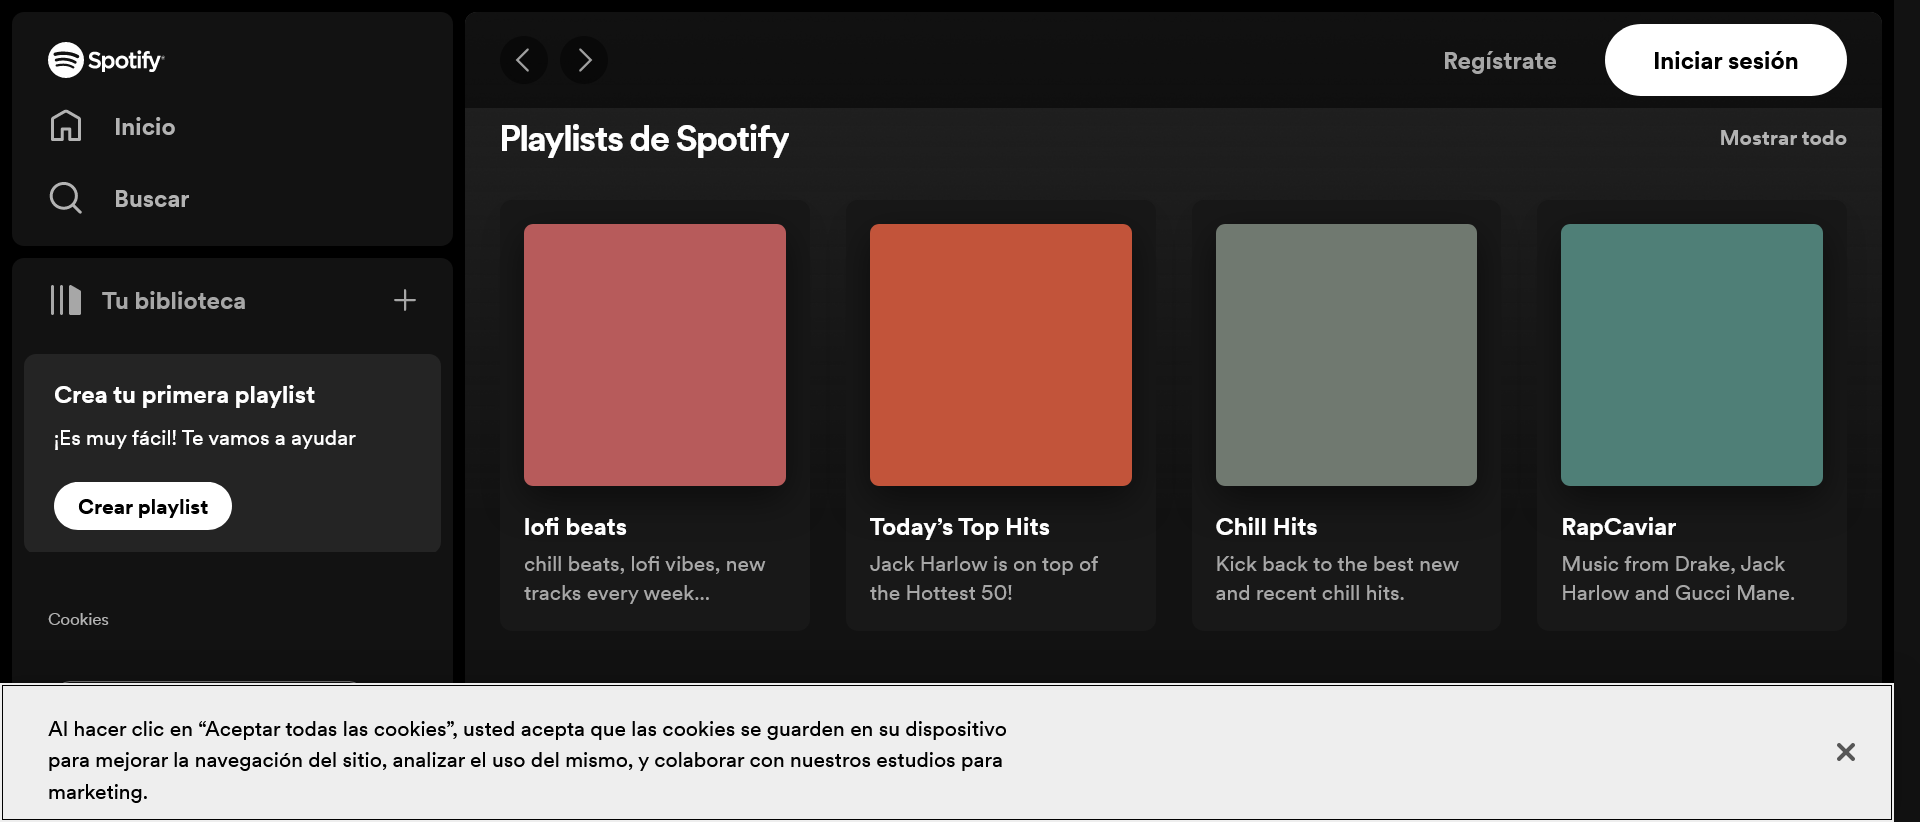 Spotify
Inicio
Buscar
Tu biblioteca
Crea tu primera playlist
¡Es muy fácil! Te vamos a ayudar
Crear playlist
Cookies
Regístrate
Iniciar sesión
Playlists de Spotify
Mostrar todo
lofi beats
chill beats, lofi vibes, new
tracks every week...
Today’s Top Hits
Jack Harlow is on top of
the Hottest 50!
Chill Hits
Kick back to the best new
and recent chill hits.
RapCaviar
Music from Drake, Jack
Harlow and Gucci Mane.
Al hacer clic en “Aceptar todas las cookies”, usted acepta que las cookies se guarden en su dispositivo
para mejorar la navegación del sitio, analizar el uso del mismo, y colaborar con nuestros estudios para
marketing.